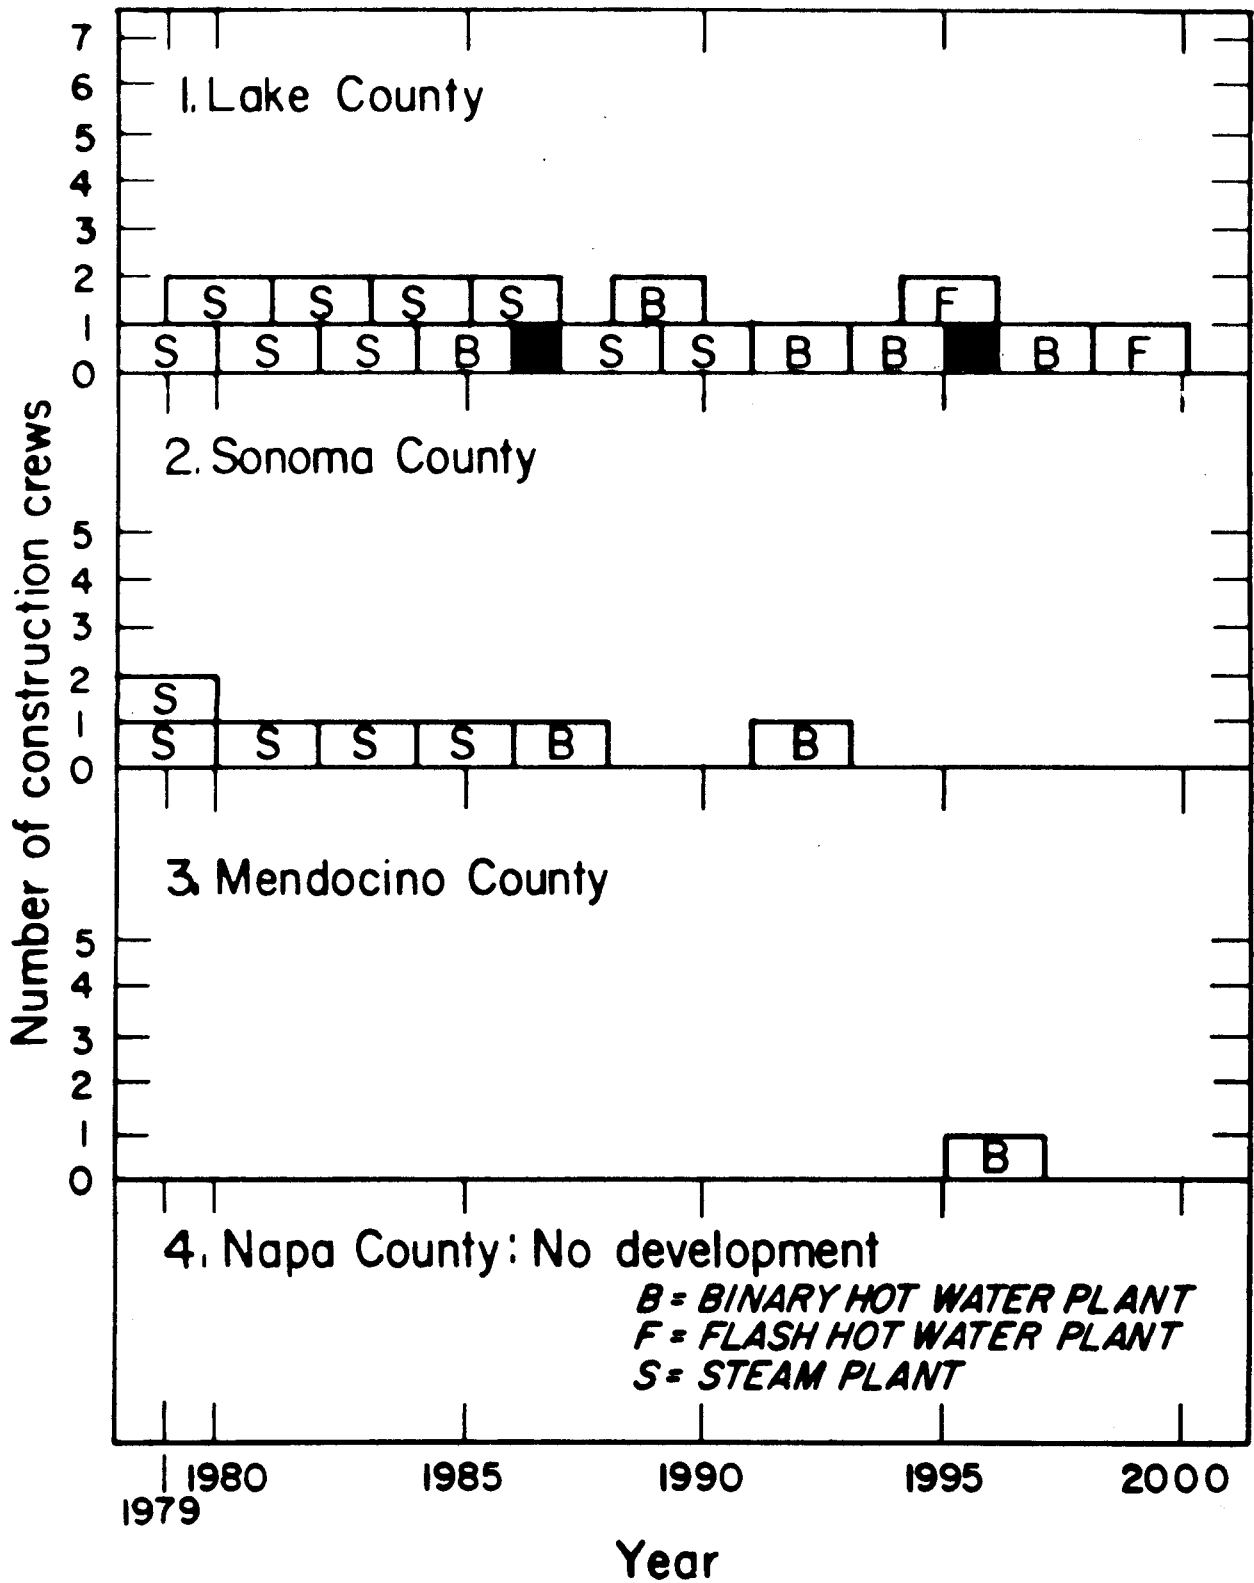 7
1. Lake County
6
5
4
3
2
S S S S B F
1
S S S B S S B B B F
0
2. Sonoma County
5
4
3
2
S
1
S S S S B B
0
Number of construction crews
3. Mendocino County
5
4
3
2
1
B
0
4. Napa County: No development
B = BINARY HOT WATER PLANT
F = FLASH HOT WATER PLANT
S = STEAM PLANT
1980 1985 1990 1995 2000
1979
Year